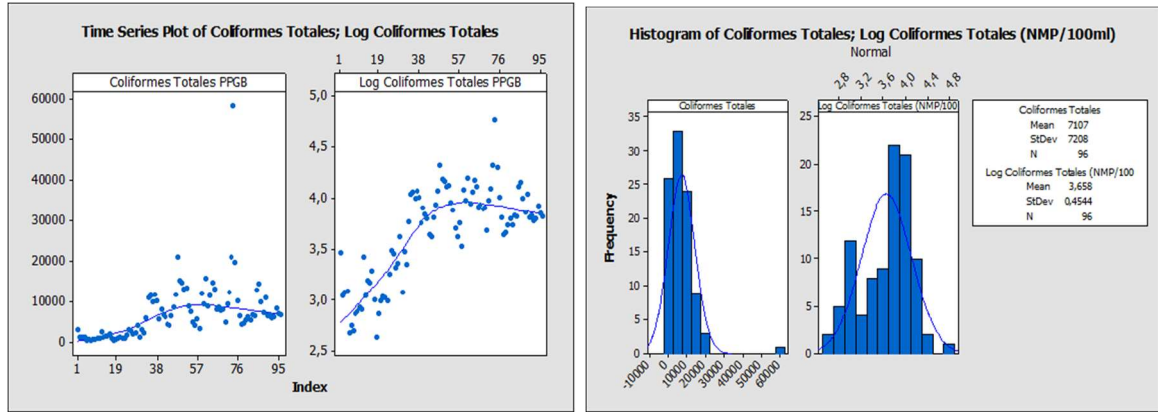 Time Series Plot of Coliformes Totales; Log Coliformes Totales
1 19 38 57 76 95
Coliformes Totales PPGB
Log Coliformes Totales PPGB
60000
50000
40000
30000
20000
10000
0
5,0
4,5
4,0
3,5
3,0
2,5
1 19 38 57 76 95
Index
Histogram of Coliformes Totales; Log Coliformes Totales (NMP/100ml)
Normal
2,8 3,2 3,6 4,0 4,4 4,8
Coliformes Totales
Log Coliformes Totales (NMP/100
35
30
25
20
15
10
5
0
25
20
15
10
5
0
Frequency
-10000 0 10000 20000 30000 40000 50000 60000
Coliformes Totales
Mean 7107
StDev 7208
N 96
Log Coliformes Totales (NMP/100
Mean 3,658
StDev 0,4544
N 96